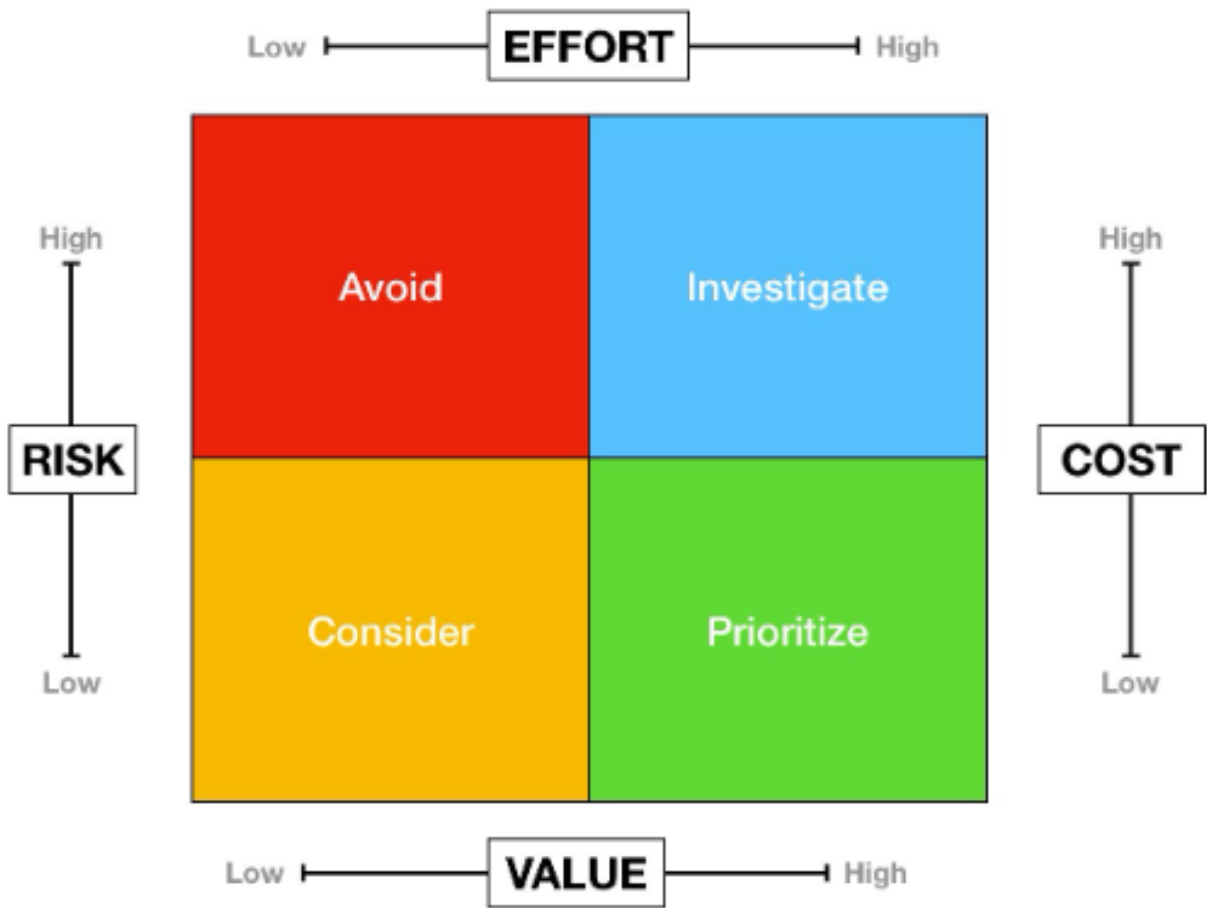 Low EFFORT High
High High
Avoid Investigate
RISK COST
Consider Prioritize
Low Low
Low VALUE High